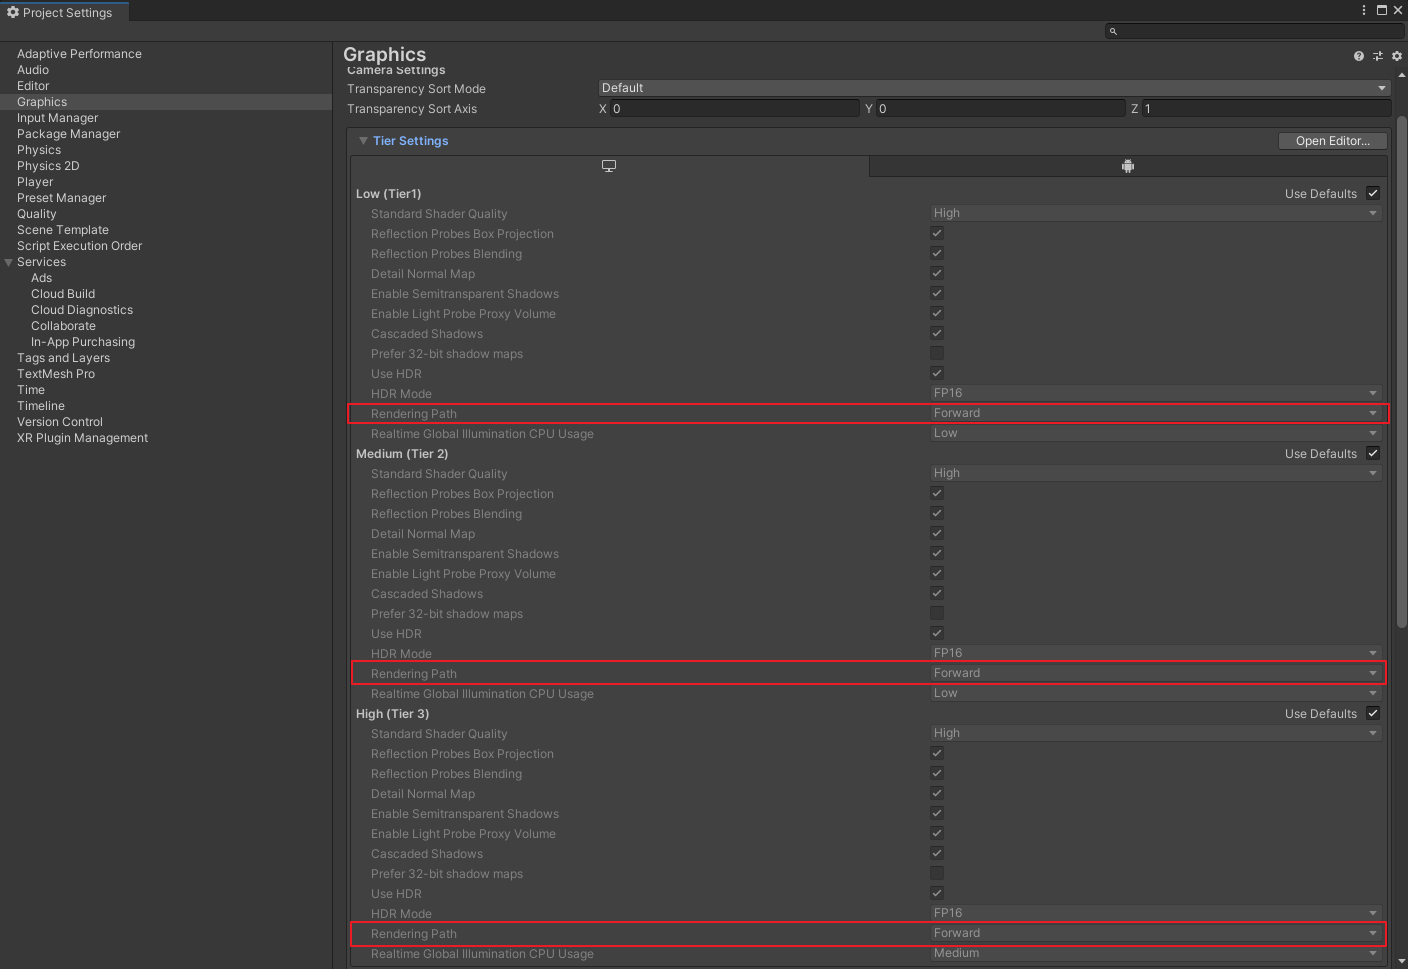 Project Settings
Adaptive Performance
Audio
Editor
Graphics
Input Manager
Package Manager
Physics
Physics 2D
Player
Preset Manager
Quality
Scene Template
Script Execution Order
Services
Ads
Cloud Build
Cloud Diagnostics
Collaborate
In-App Purchasing
Tags and Layers
TextMesh Pro
Time
Timeline
Version Control
XR Plugin Management
Graphics
Camera Settings
Transparency Sort Mode Default
Transparency Sort Axis X 0 Y 0 Z 1
Tier Settings Open Editor...
Low (Tier1) Use Defaults
Standard Shader Quality High
Reflection Probes Box Projection
Reflection Probes Blending
Detail Normal Map
Enable Semitransparent Shadows
Enable Light Probe Proxy Volume
Cascaded Shadows
Prefer 32-bit shadow maps
Use HDR
HDR Mode FP16
Rendering Path Forward
Realtime Global Illumination CPU Usage Low
Medium (Tier 2) Use Defaults
Standard Shader Quality High
Reflection Probes Box Projection
Reflection Probes Blending
Detail Normal Map
Enable Semitransparent Shadows
Enable Light Probe Proxy Volume
Cascaded Shadows
Prefer 32-bit shadow maps
Use HDR
HDR Mode FP16
Rendering Path Forward
Realtime Global Illumination CPU Usage Low
High (Tier 3) Use Defaults
Standard Shader Quality High
Reflection Probes Box Projection
Reflection Probes Blending
Detail Normal Map
Enable Semitransparent Shadows
Enable Light Probe Proxy Volume
Cascaded Shadows
Prefer 32-bit shadow maps
Use HDR
HDR Mode FP16
Rendering Path Forward
Realtime Global Illumination CPU Usage Medium